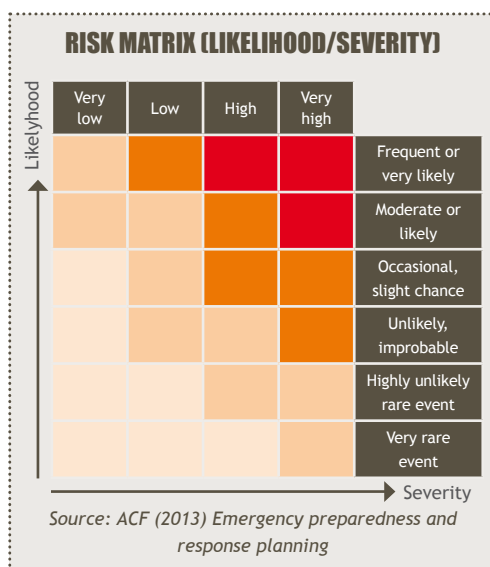 RISK MATRIX (LIKELIHOOD/SEVERITY)
Likelyhood
Very
low
Low
High
Very
high
Frequent or
very likely
Moderate or
likely
Occasional,
slight chance
Unlikely,
improbable
Highly unlikely
rare event
Very rare
event
Severity
Source: ACF (2013) Emergency preparedness and
response planning